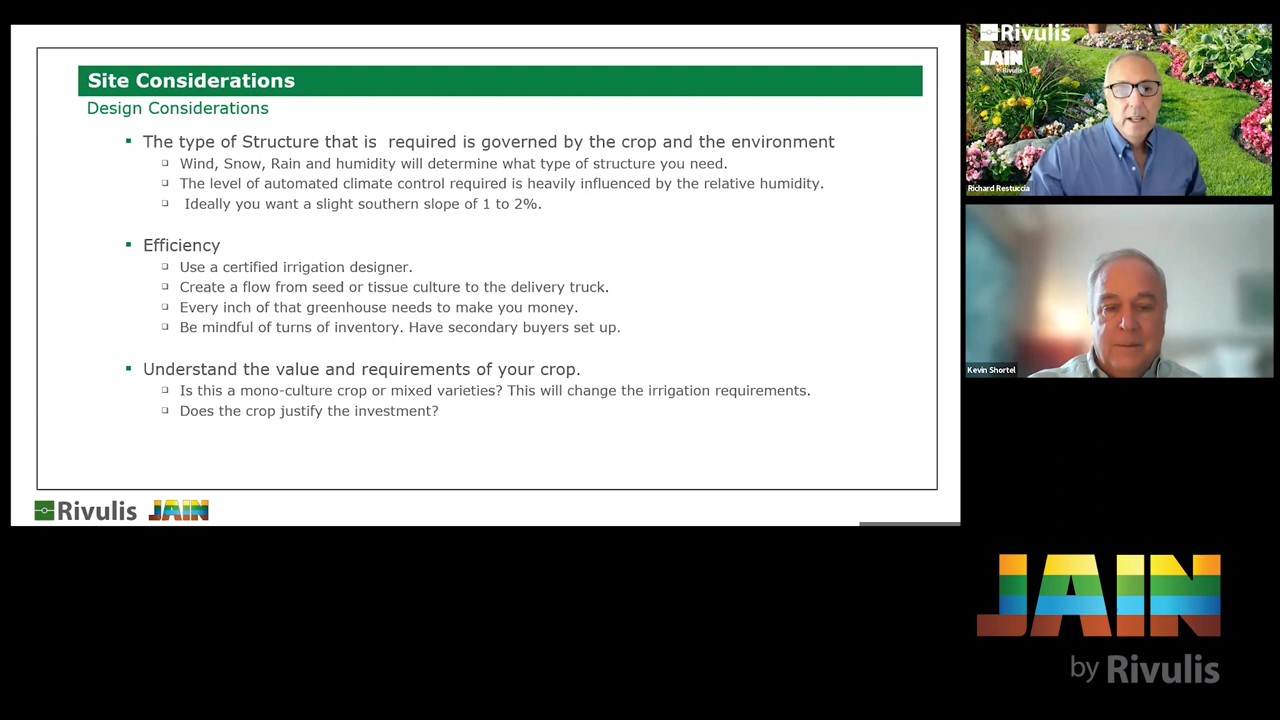 Site Considerations
Design Considerations
The type of Structure that is  required is governed by the crop and the environment
Wind, Snow, Rain and humidity will determine what type of structure you need.
The level of automated climate control required is heavily influenced by the relative humidity.
Ideally you want a slight southern slope of 1 to 2%.
Efficiency
Use a certified irrigation designer.
Create a flow from seed or tissue culture to the delivery truck.
Every inch of that greenhouse needs to make you money.
Be mindful of turns of inventory. Have secondary buyers set up.
Understand the value and requirements of your crop.
Is this a mono-culture crop or mixed varieties? This will change the irrigation requirements.
Does the crop justify the investment?
Rivulis JAIN
Rivulis
JAIN
by Rivulis
Richard Restuccia
Kevin Shortel
JAIN
by Rivulis